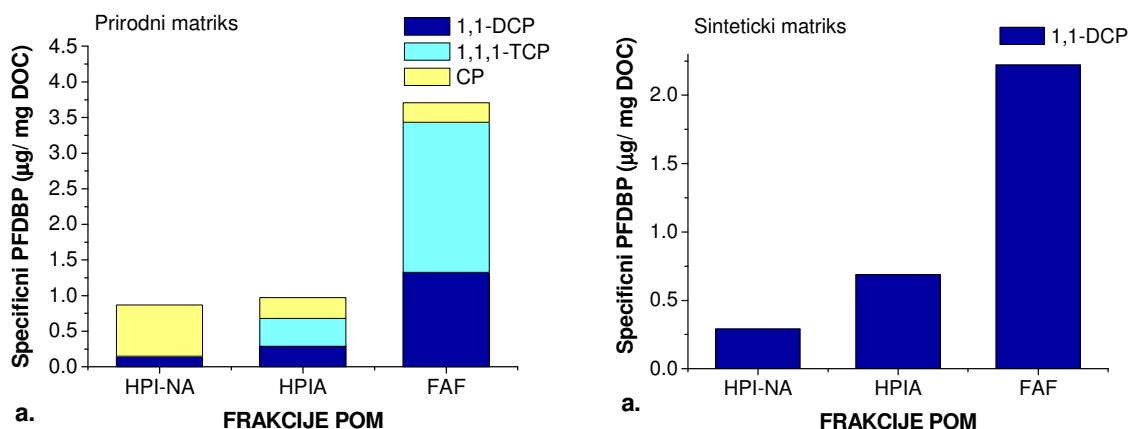 Prirodni matriks
1,1-DCP
1,1,1-TCP
CP
Specificni PFDBP (µg/ mg DOC)
4.5
4.0
3.5
3.0
2.5
2.0
1.5
1.0
0.5
0.0
HPI-NA HPIA FAF
a.
FRAKCIJE POM
Sinteticki matriks
1,1-DCP
Specificni PFDBP (µg/ mg DOC)
2.0
1.5
1.0
0.5
0.0
HPI-NA HPIA FAF
a.
FRAKCIJE POM